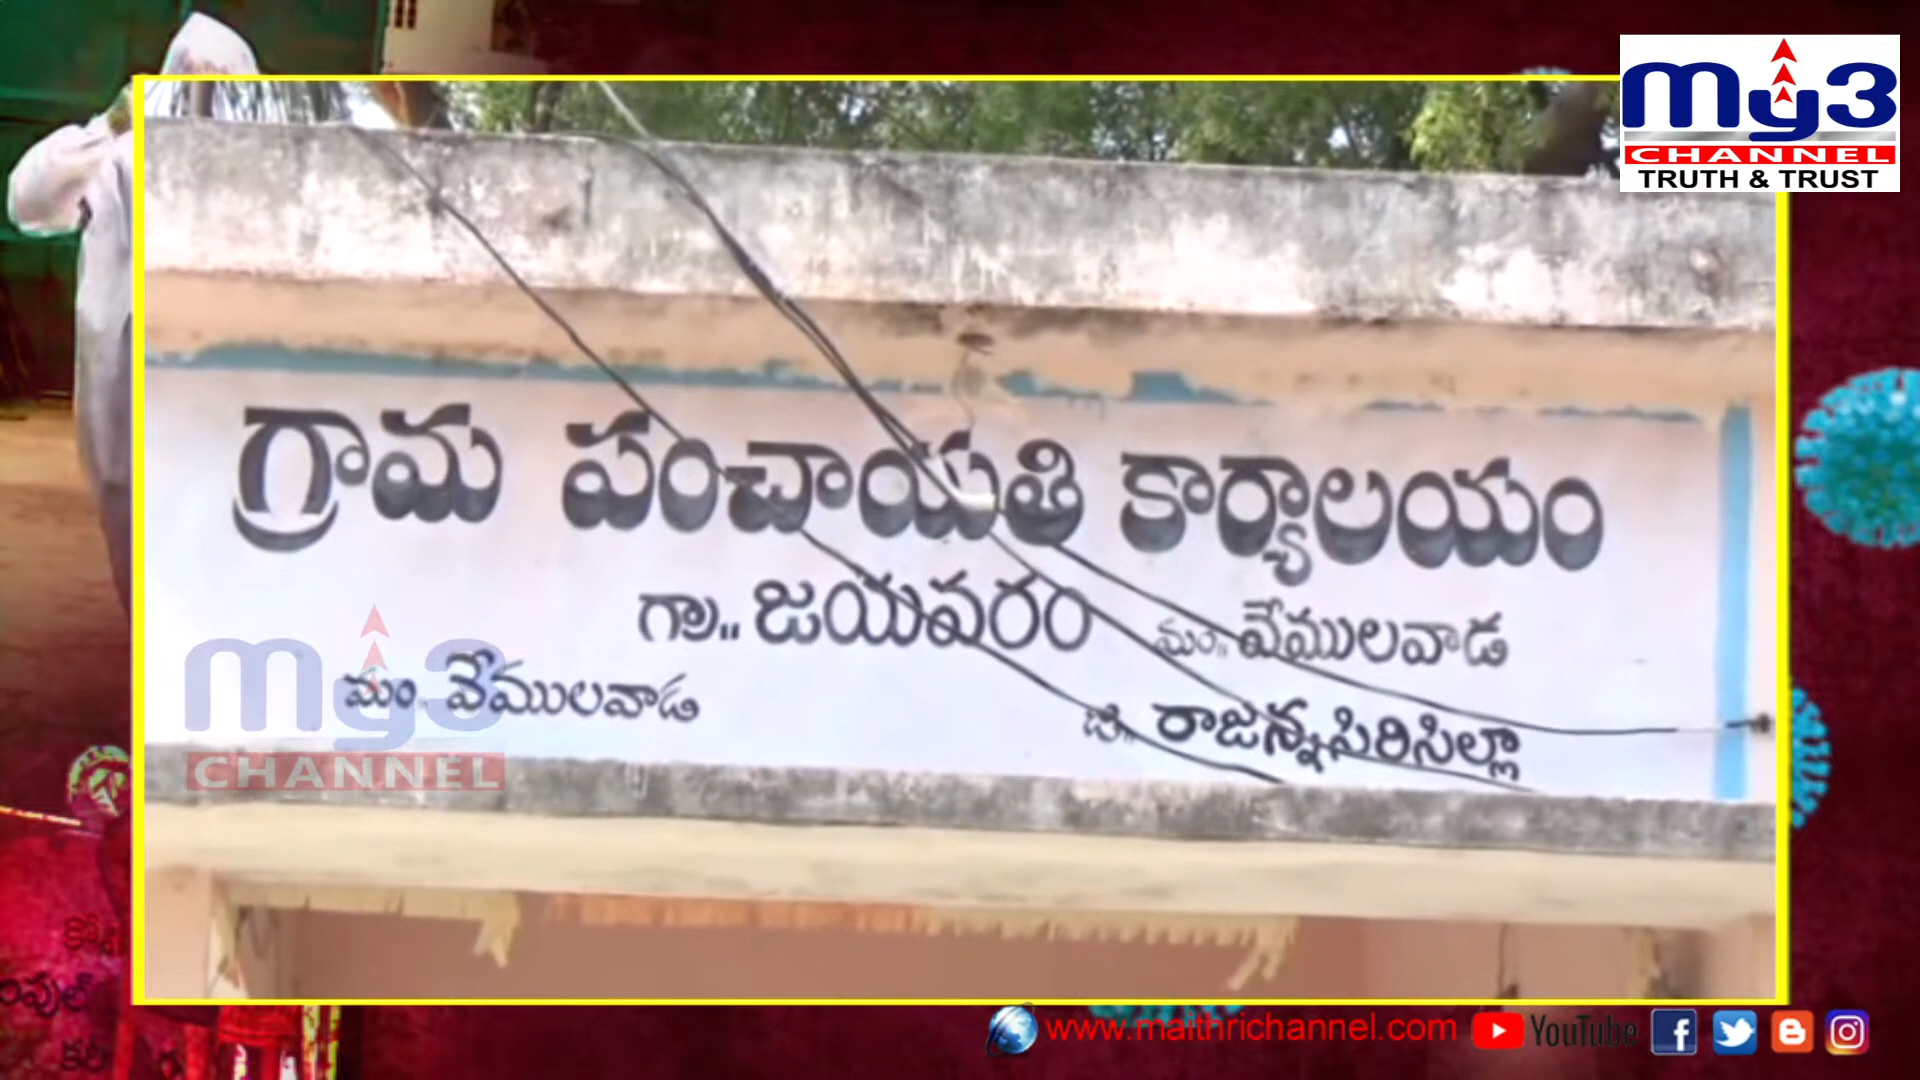 my3
CHANNEL
TRUTH & TRUST
గ్రామ పంచాయతి కార్యాలయం
గ్రా.. జయవరం మం.. వేములవాడ
మం.. వేములవాడ
జి.. రాజన్నసిరిసిల్లా
my3
CHANNEL
www.maithrichannel.com YouTube